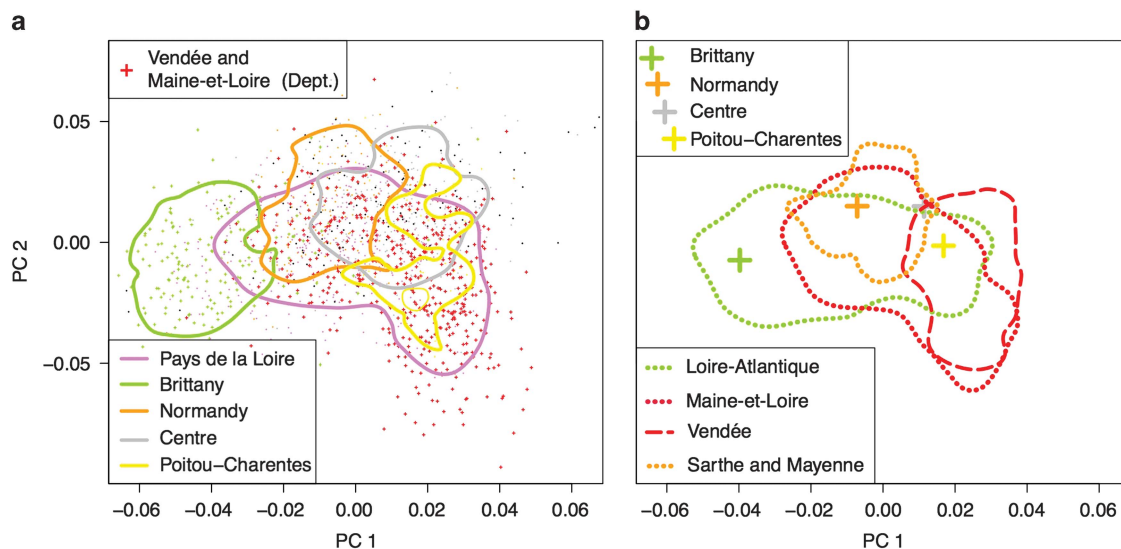 a
Vendée and
Maine-et-Loire (Dept.)
0.05
0.00
−0.05
PC 2
Pays de la Loire
Brittany
Normandy
Centre
Poitou−Charentes
−0.06 −0.04 −0.02 0.00 0.02 0.04 0.06
PC 1
b
Brittany
Normandy
Centre
Poitou−Charentes
Loire-Atlantique
Maine-et-Loire
Vendée
Sarthe and Mayenne
−0.06 −0.04 −0.02 0.00 0.02 0.04 0.06
PC 1